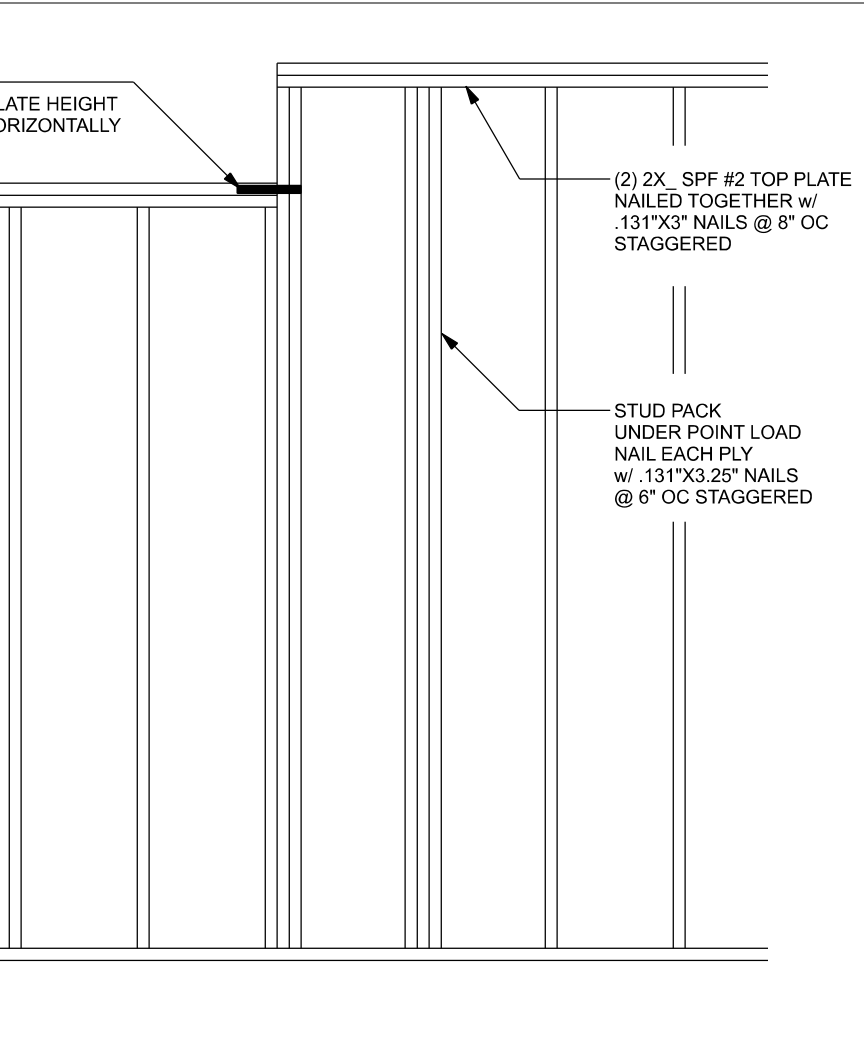 LATE HEIGHT
ORIZONTALLY
(2) 2X_ SPF #2 TOP PLATE
NAILED TOGETHER w/
.131"X3" NAILS @ 8" OC
STAGGERED
STUD PACK
UNDER POINT LOAD
NAIL EACH PLY
w/ .131"X3.25" NAILS
@ 6" OC STAGGERED